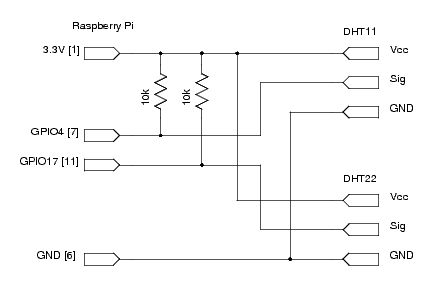 Raspberry Pi
DHT11
3.3V [1]
Vcc
Sig
10k
10k
GND
GPIO4 [7]
GPIO17 [11]
DHT22
Vcc
Sig
GND [6]
GND